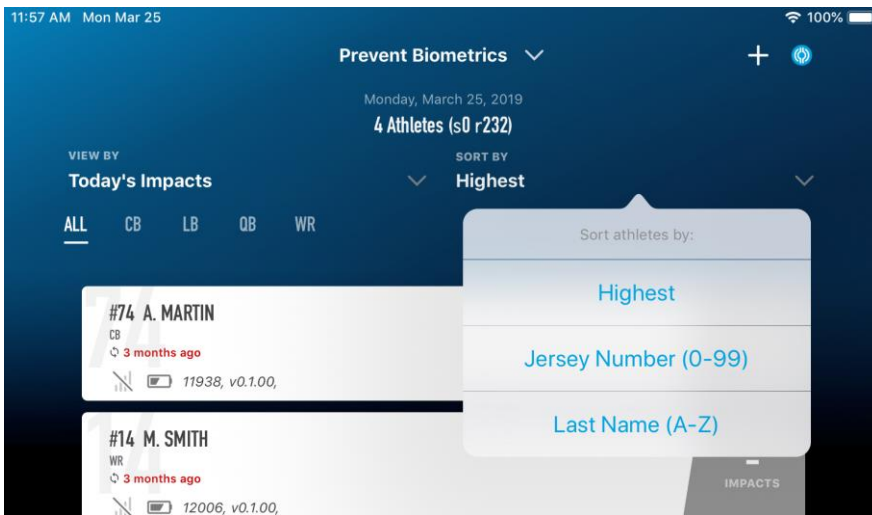 11:57 AM Mon Mar 25
100%
Prevent Biometrics
Monday, March 25, 2019
4 Athletes (s0 r232)
VIEW BY
Today's Impacts
SORT BY
Highest
ALL CB LB QB WR
Sort athletes by:
Highest
Jersey Number (0-99)
Last Name (A-Z)
74
#74 A. MARTIN
CB
3 months ago
11938, v0.1.00,
14
#14 M. SMITH
WR
3 months ago
12006, v0.1.00,
IMPACTS